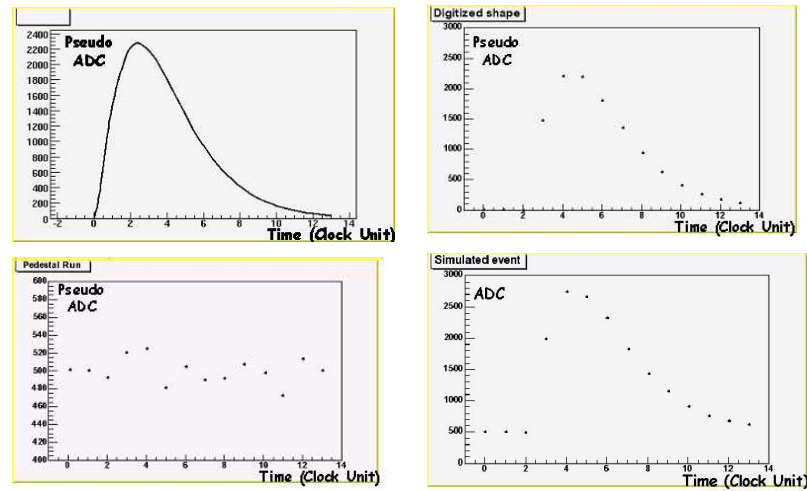 Pseudo
ADC
2400
2200
2000
1800
1600
1400
1200
1000
800
600
400
200
0
-2 0 2 4 6 8 10 12 14
Time (Clock Unit)
Digitized shape
Pseudo
ADC
3000
2500
2000
1500
1000
500
0
0 2 4 6 8 10 12 14
Time (Clock Unit)
Pedestal Run
Pseudo
ADC
600
580
560
540
520
500
480
460
440
420
400
0 2 4 6 8 10 12 14
Time (Clock Unit)
Simulated event
ADC
3000
2500
2000
1500
1000
500
0
0 2 4 6 8 10 12 14
Time (Clock Unit)